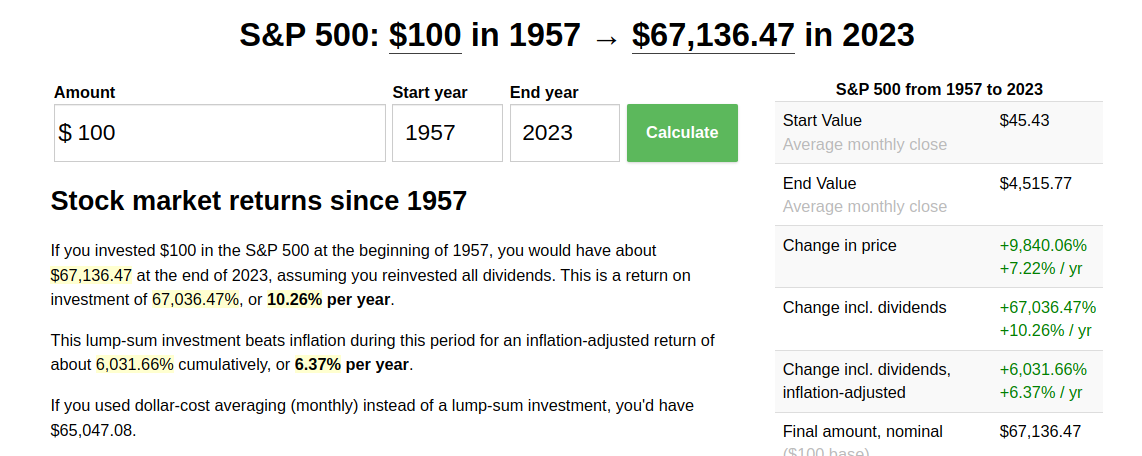 S&P 500: $100 in 1957 → $67,136.47 in 2023
Amount
Start year
End year
$ 100
1957
2023
Calculate
Stock market returns since 1957
If you invested $100 in the S&P 500 at the beginning of 1957, you would have about
$67,136.47 at the end of 2023, assuming you reinvested all dividends. This is a return on
investment of 67,036.47%, or 10.26% per year.
This lump-sum investment beats inflation during this period for an inflation-adjusted return of
about 6,031.66% cumulatively, or 6.37% per year.
If you used dollar-cost averaging (monthly) instead of a lump-sum investment, you'd have
$65,047.08.
S&P 500 from 1957 to 2023
Start Value $45.43
Average monthly close
End Value $4,515.77
Average monthly close
Change in price +9,840.06%
+7.22% / yr
Change incl. dividends +67,036.47%
+10.26% / yr
Change incl. dividends, +6,031.66%
inflation-adjusted +6.37% / yr
Final amount, nominal $67,136.47
($100 base)